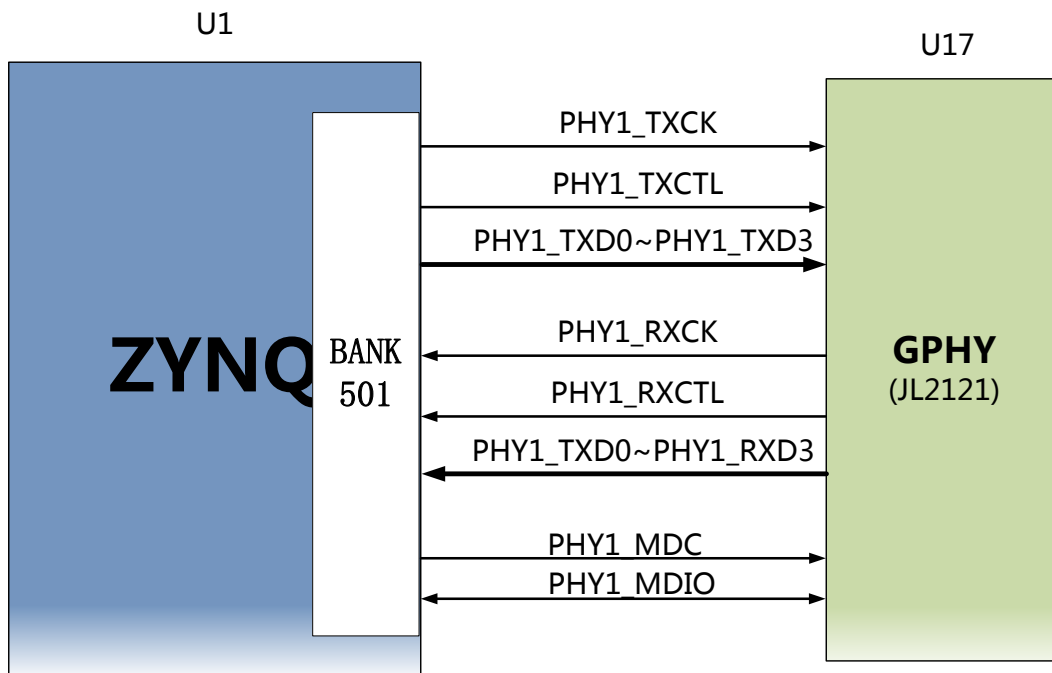 U1
U17
PHY1_TXCK
PHY1_TXCTL
PHY1_TXD0~PHY1_TXD3
PHY1_RXCK
PHY1_RXCTL
PHY1_TXD0~PHY1_RXD3
PHY1_MDC
PHY1_MDIO
ZYNQ
BANK
501
GPHY
(JL2121)